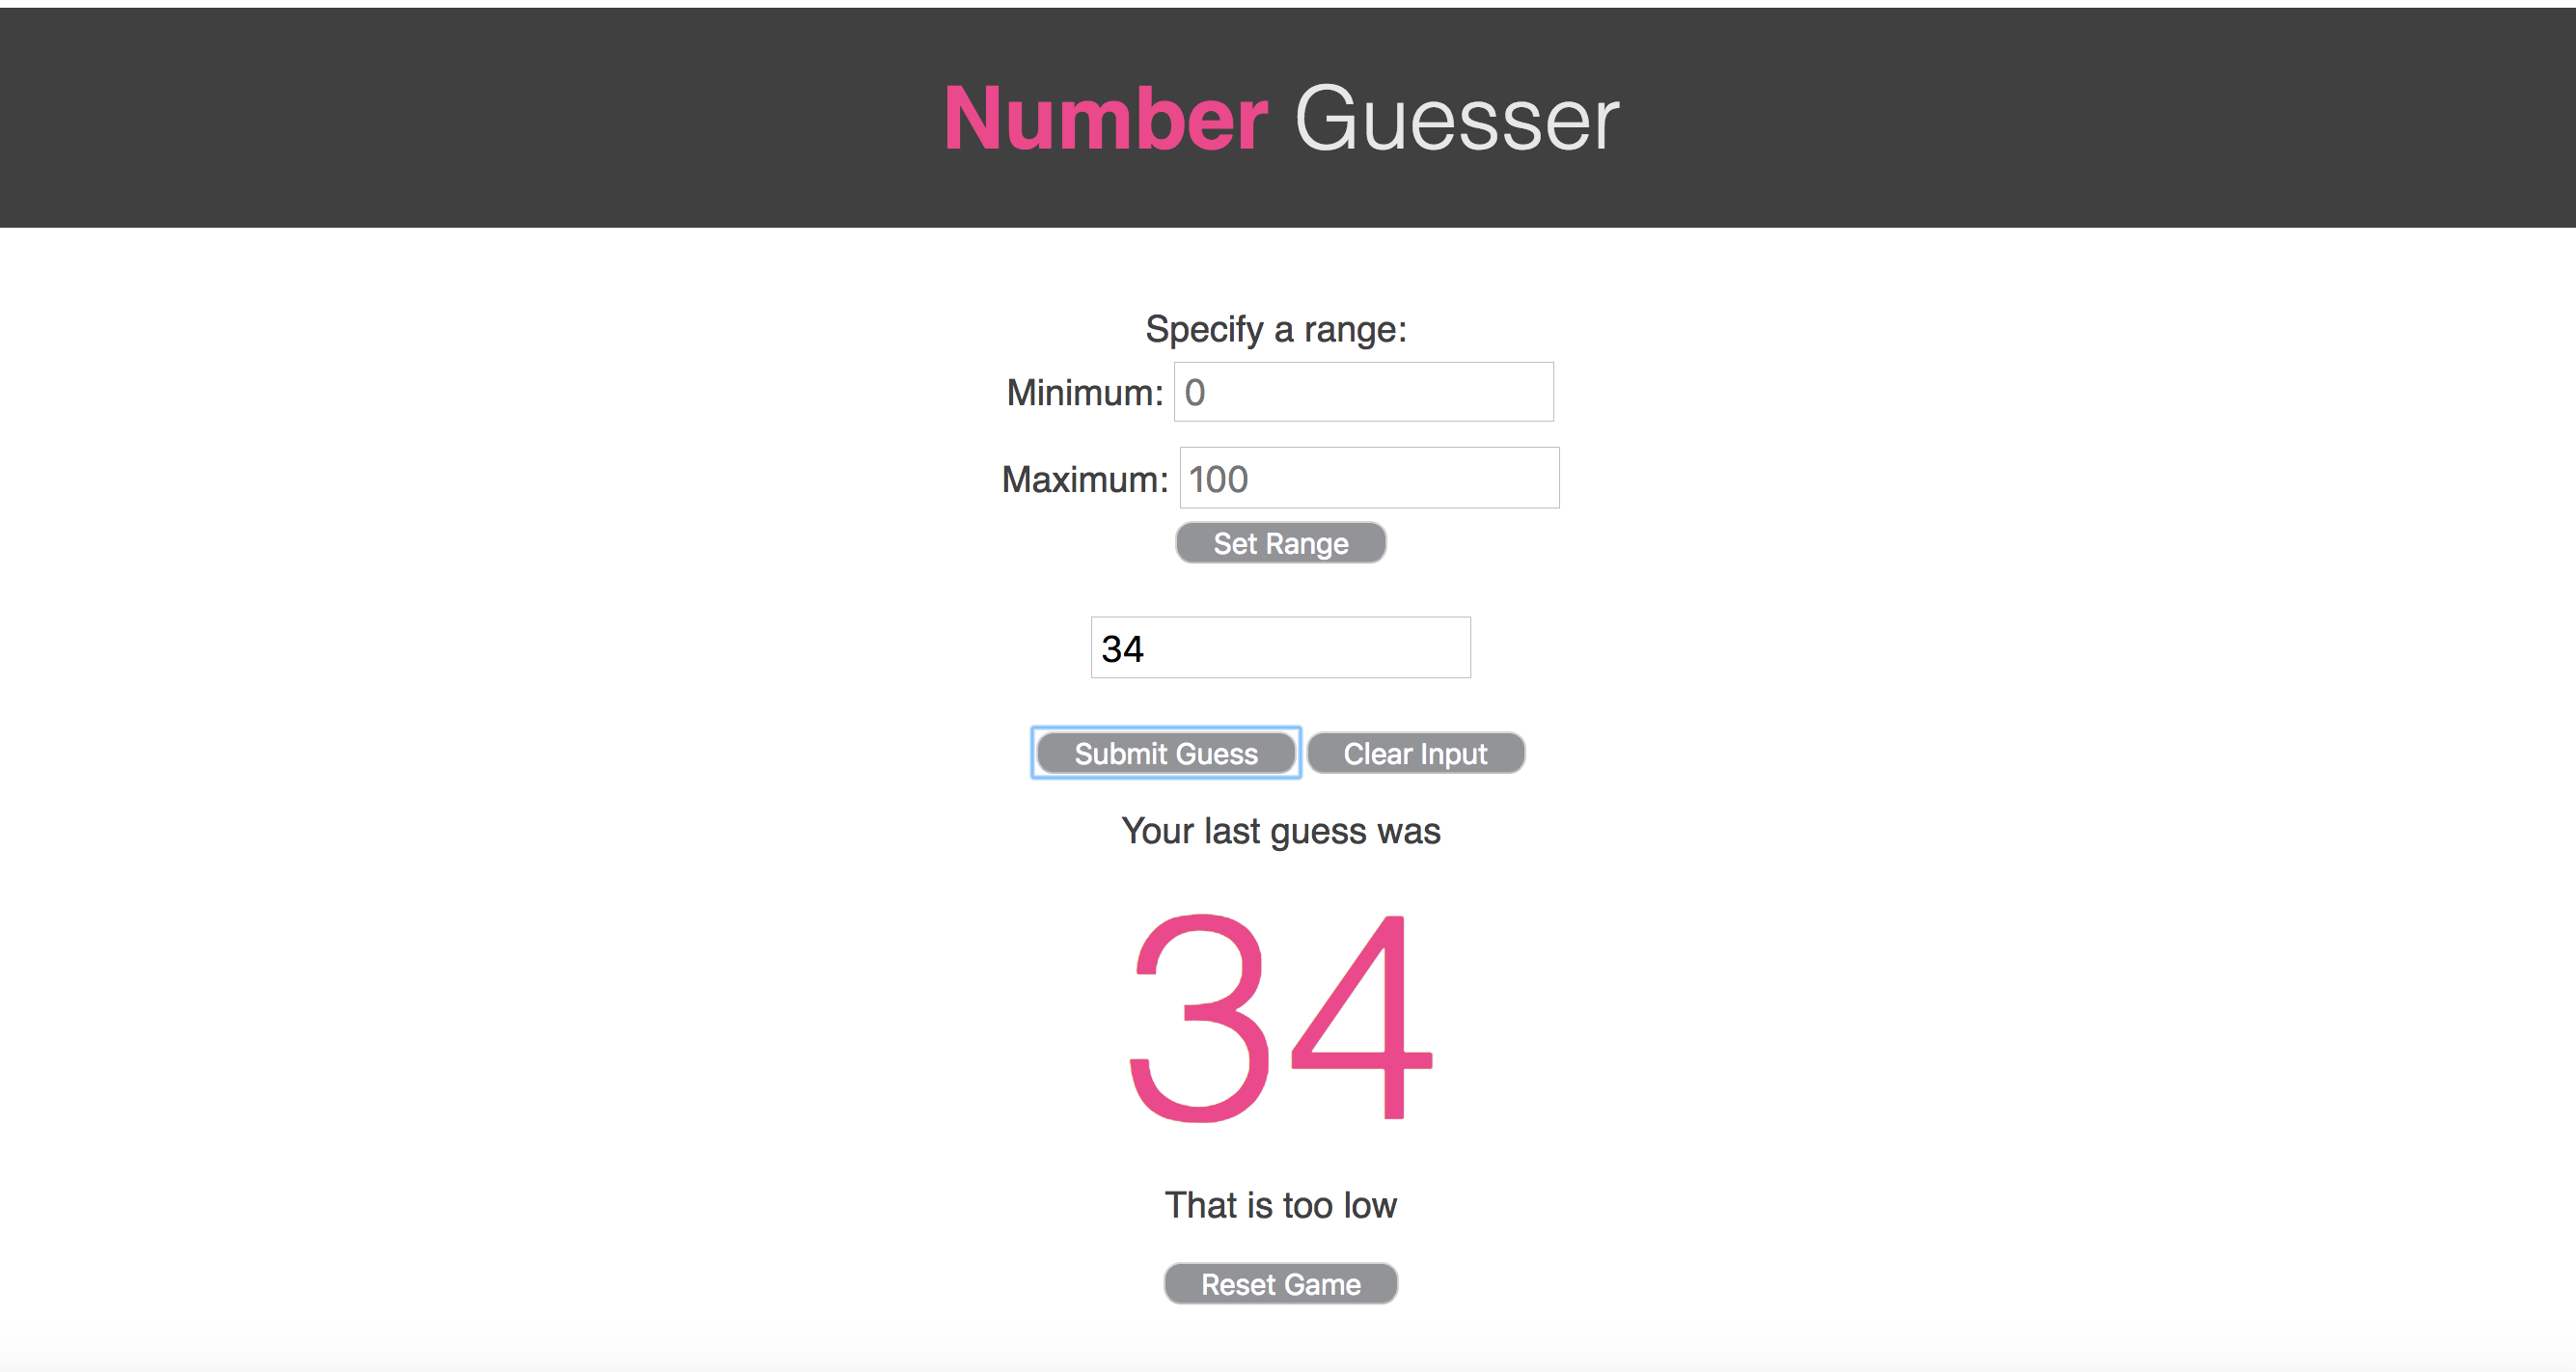 Number Guesser
Specify a range:
Minimum: 0
Maximum: 100
Set Range
34
Submit Guess Clear Input
Your last guess was
34
That is too low
Reset Game